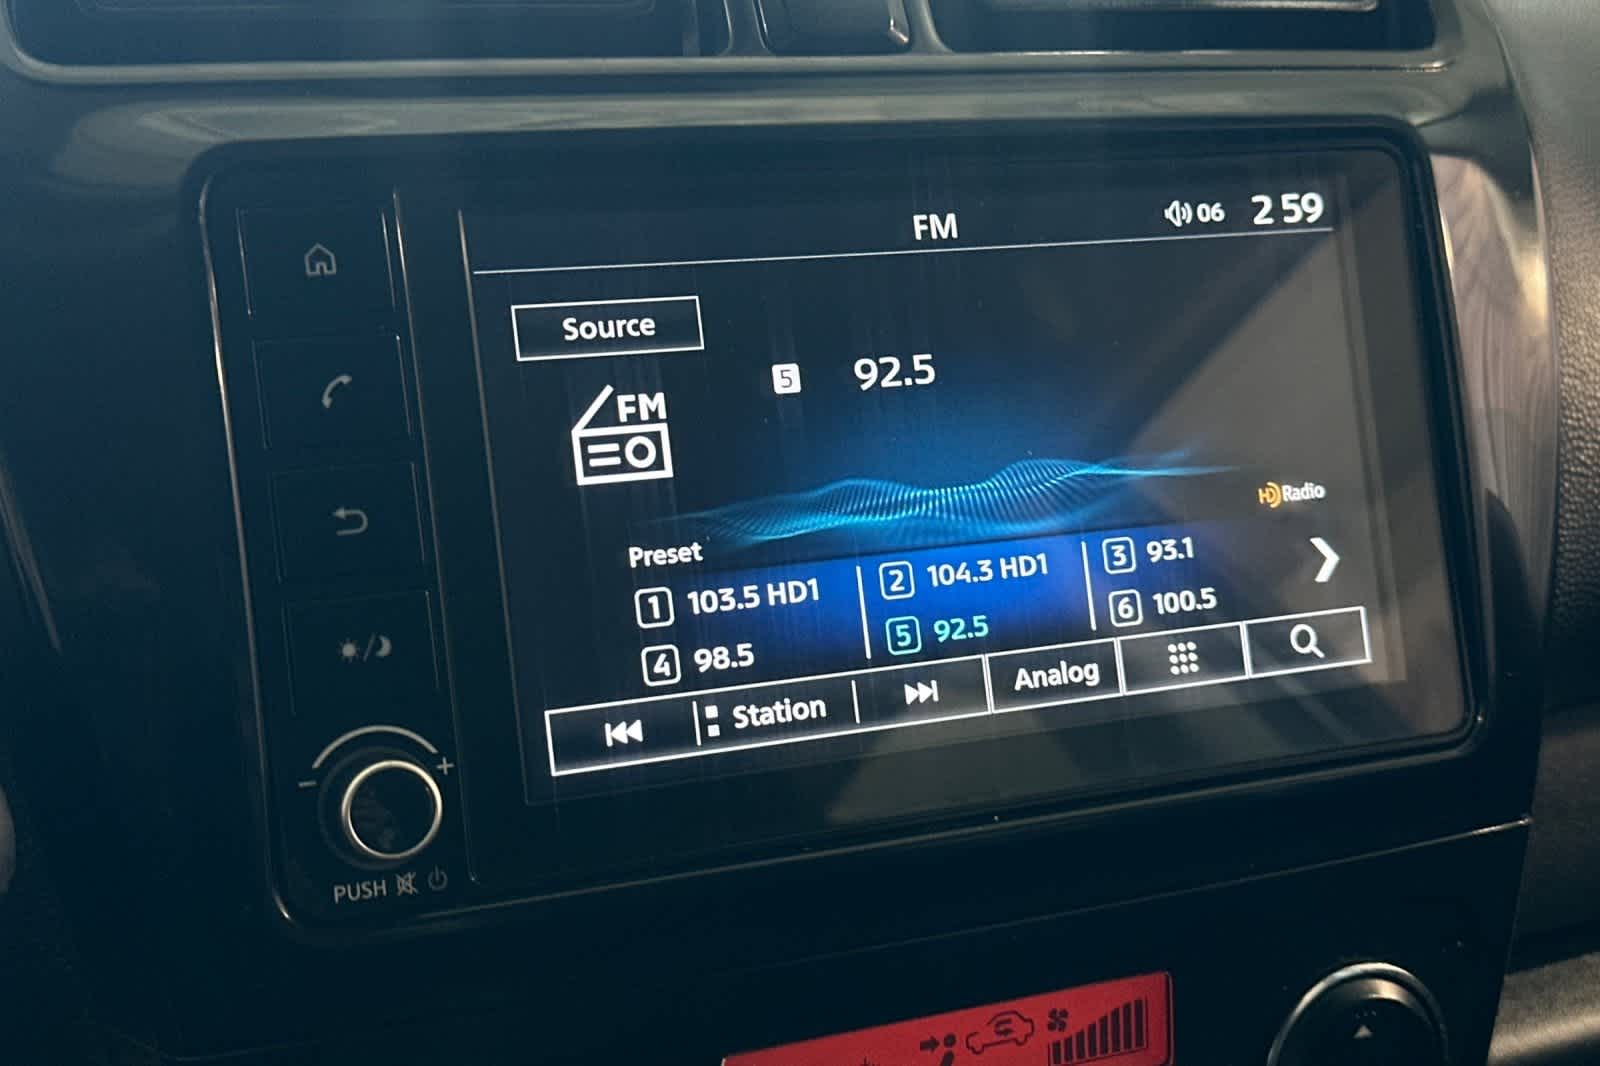 FM 06 2 59
Source
5 92.5
FM
HD Radio
Preset
1 103.5 HD1 2 104.3 HD1 3 93.1
4 98.5 5 92.5 6 100.5
Station Analog
- +
PUSH